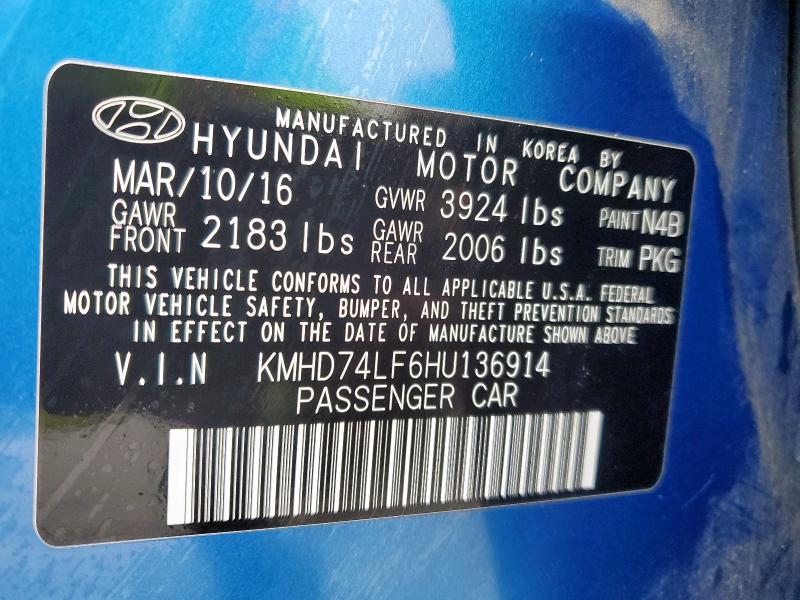 MANUFACTURED IN KOREA BY
HYUNDAI MOTOR COMPANY
MAR/10/16 GVWR 3924 lbs PAINT N4B
GAWR FRONT 2183 lbs GAWR REAR 2006 lbs TRIM PKG
THIS VEHICLE CONFORMS TO ALL APPLICABLE U.S.A. FEDERAL
MOTOR VEHICLE SAFETY, BUMPER, AND THEFT PREVENTION STANDARDS
IN EFFECT ON THE DATE OF MANUFACTURE SHOWN ABOVE
V.I.N KMHD74LF6HU136914
PASSENGER CAR